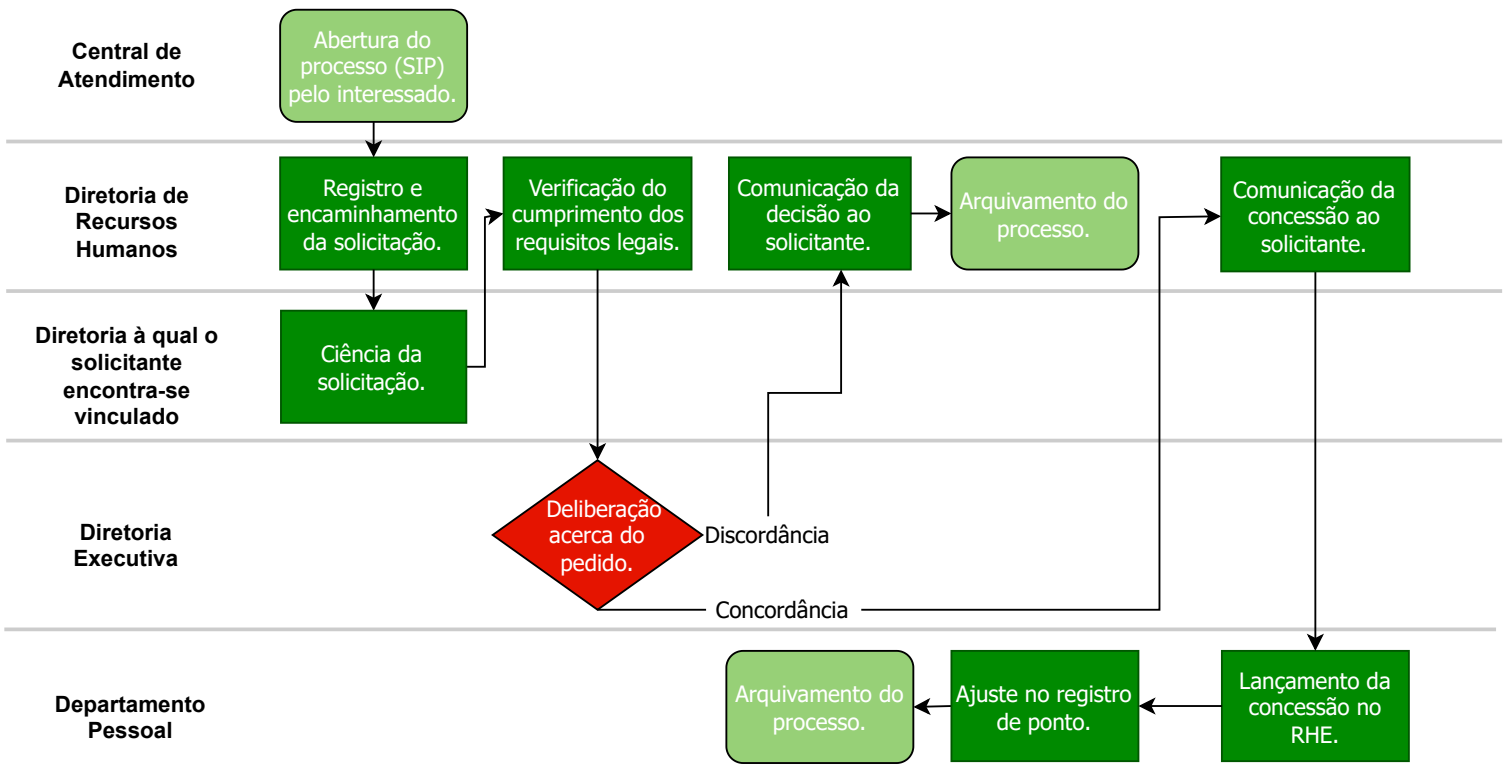 Central de
Atendimento
Abertura do
processo (SIP)
pelo interessado.
Diretoria de
Recursos
Humanos
Registro e
encaminhamento
da solicitação.
Verificação do
cumprimento dos
requisitos legais.
Comunicação da
decisão ao
solicitante.
Arquivamento do
processo.
Comunicação da
concessão ao
solicitante.
Diretoria à qual o
solicitante
encontra-se
vinculado
Ciência da
solicitação.
Diretoria
Executiva
Deliberação
acerca do
pedido.
Discordância
Concordância
Departamento
Pessoal
Arquivamento do
processo.
Ajuste no registro
de ponto.
Lançamento da
concessão no
RHE.